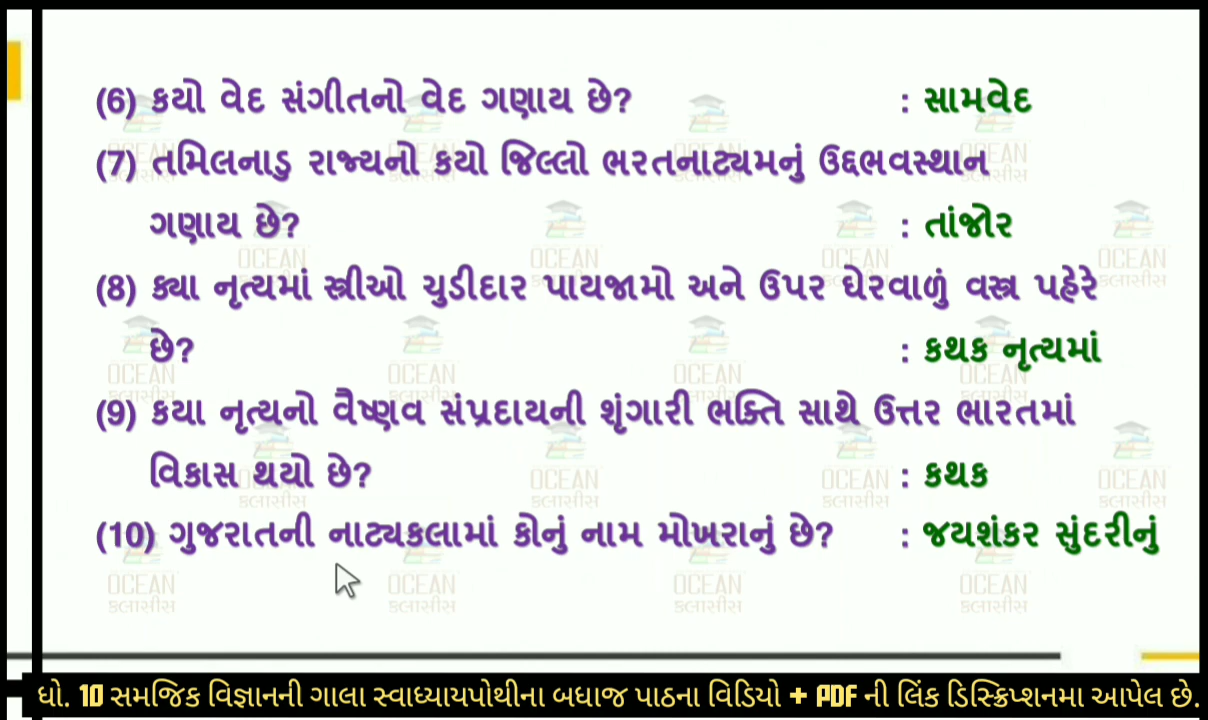 (6) કયો વેદ સંગીતનો વેદ ગણાય છે? : સામવેદ
(7) તમિલનાડુ રાજ્યનો કયો જિલ્લો ભરતનાટ્યમનું ઉદ્દભવસ્થાન
ગણાય છે? : તાંજોર
(8) ક્યા નૃત્યમાં સ્ત્રીઓ ચુડીદાર પાયજામો અને ઉપર ઘેરવાળું વસ્ત્ર પહેરે
છે? : કથક નૃત્યમાં
(9) કયા નૃત્યનો વૈષ્ણવ સંપ્રદાયની શૃંગારી ભક્તિ સાથે ઉત્તર ભારતમાં
વિકાસ થયો છે? : કથક
(10) ગુજરાતની નાટ્યકલામાં કોનું નામ મોખરાનું છે? : જયશંકર સુંદરીનું
OCEAN
કલાસીસ
ધો. 10 સમજિક વિજ્ઞાનની ગાલા સ્વાધ્યાયપોથીના બધાજ પાઠના વિડિયો + PDF ની લિંક ડિસ્ક્રિપ્શનમા આપેલ છે.